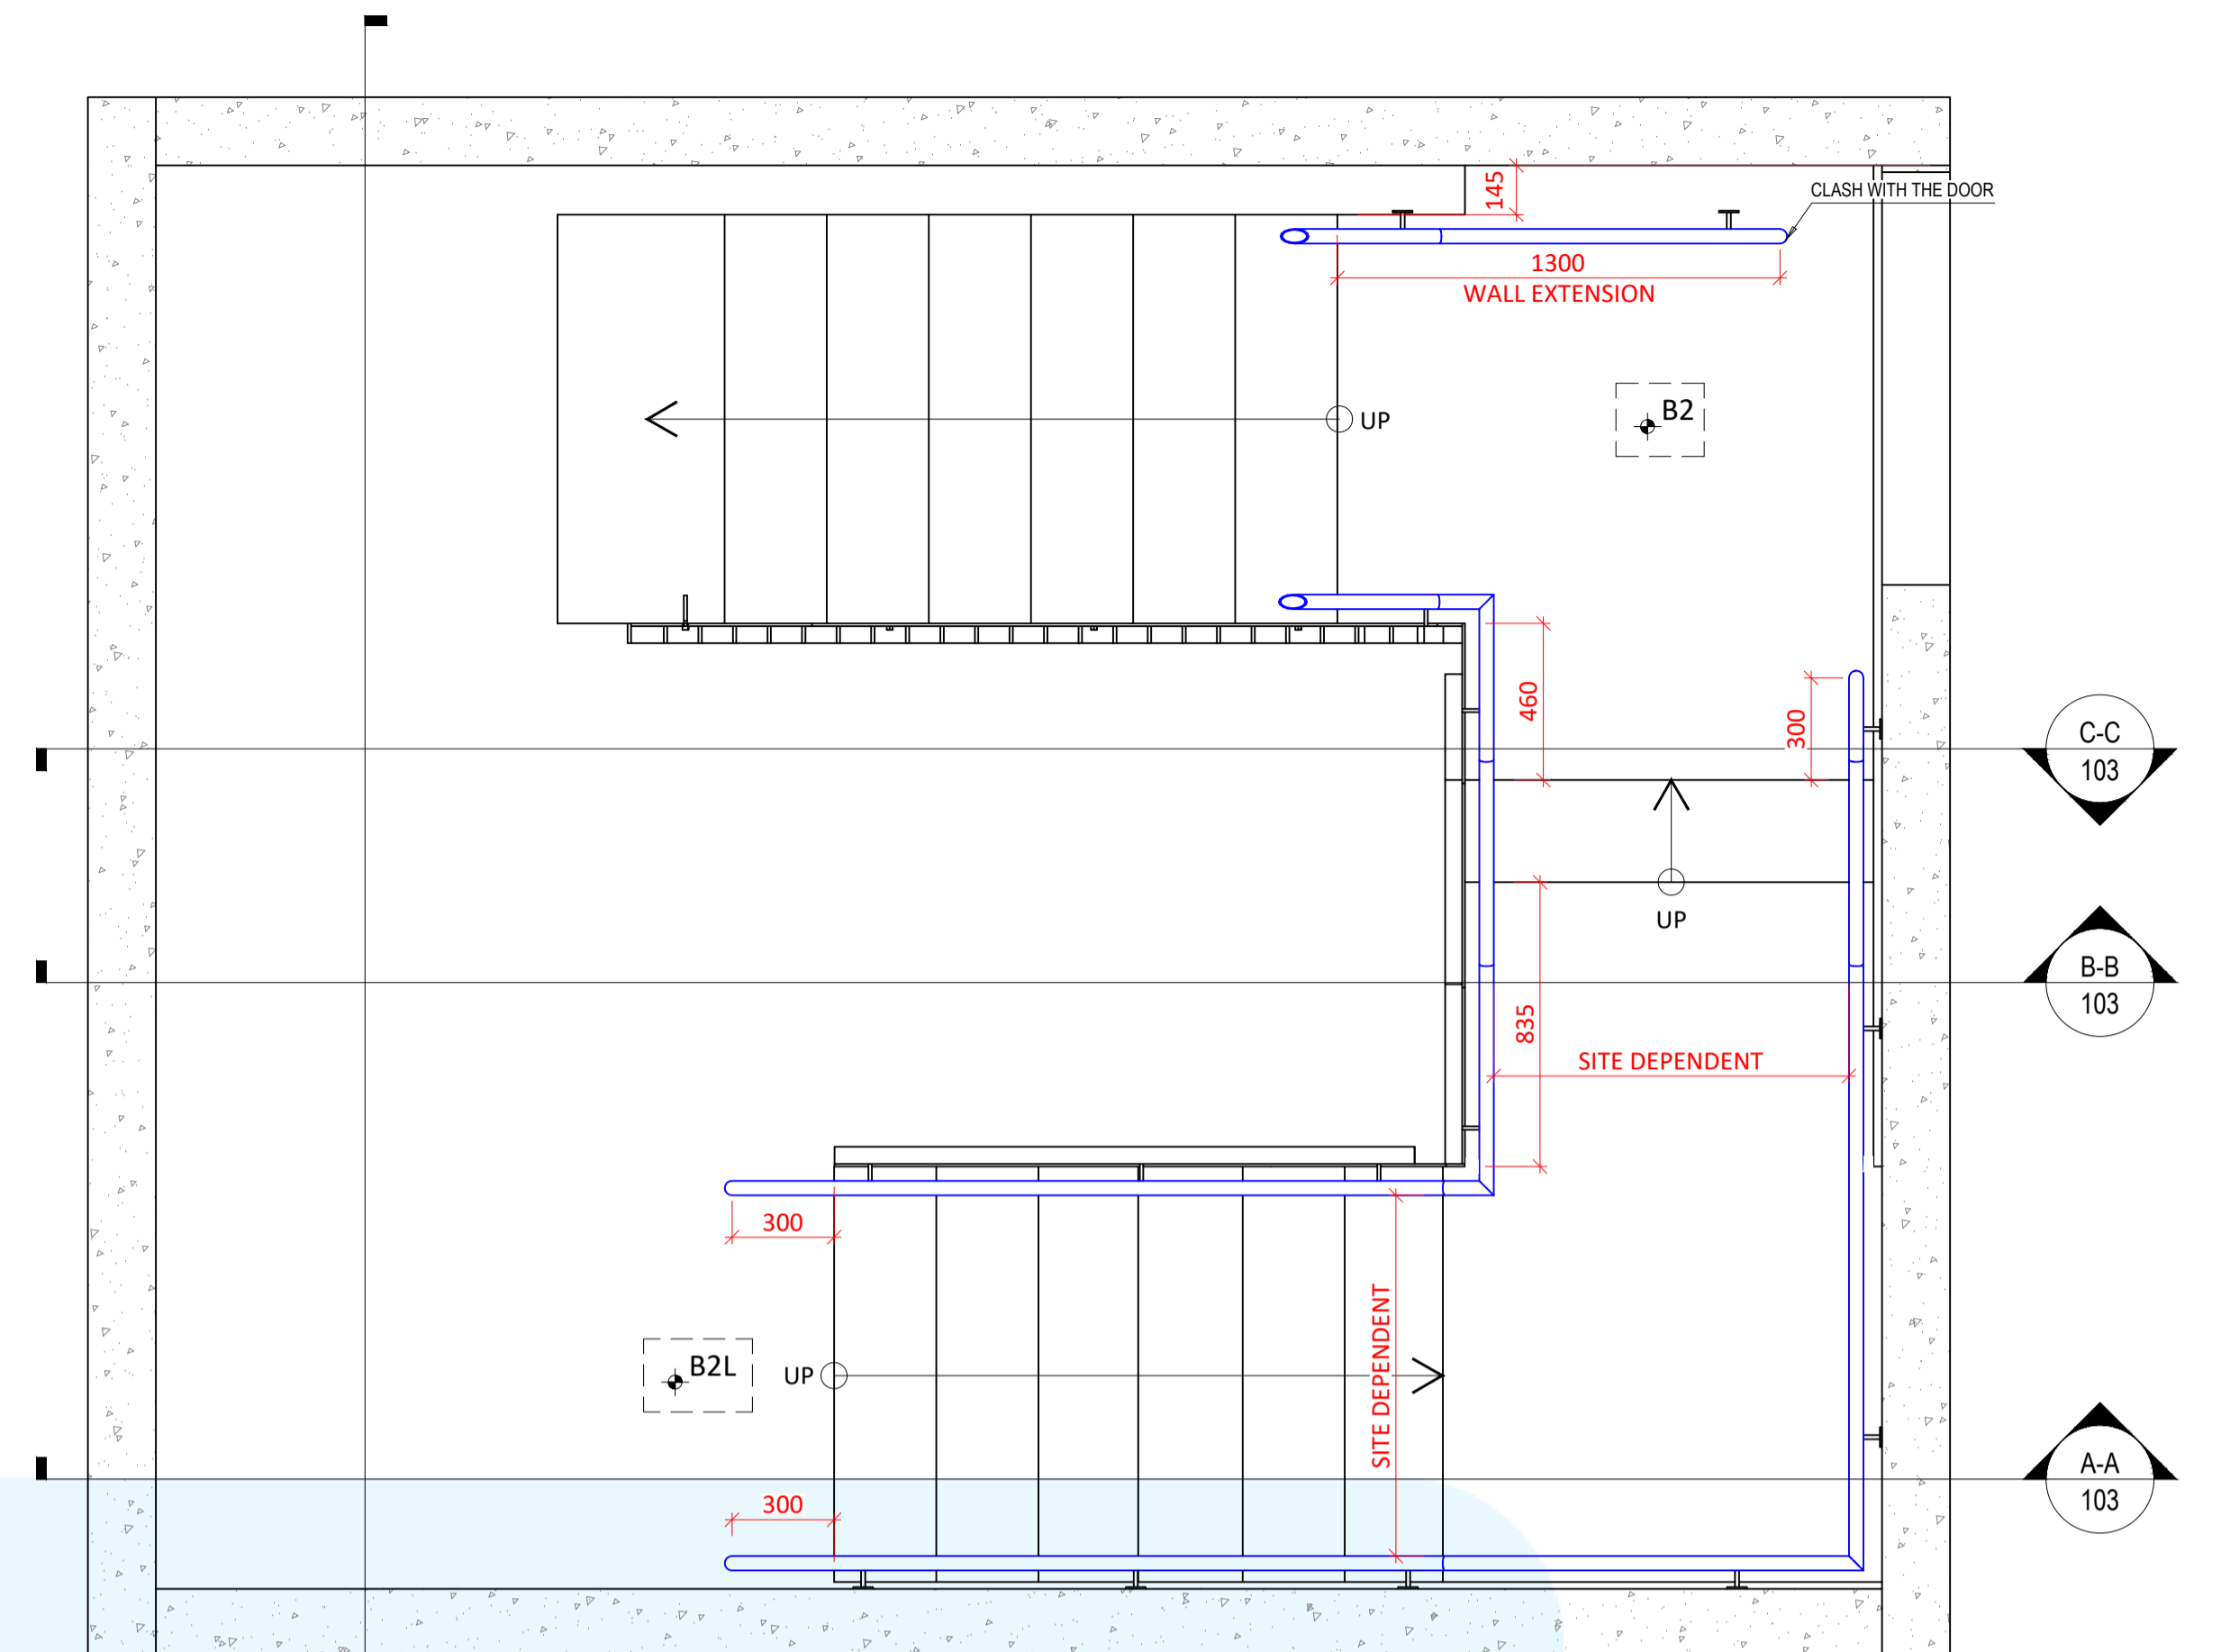 145
CLASH WITH THE DOOR
1300
WALL EXTENSION
B2
UP
460
300
C-C
103
UP
B-B
103
835
SITE DEPENDENT
300
SITE DEPENDENT
B2L
UP
A-A
103
300